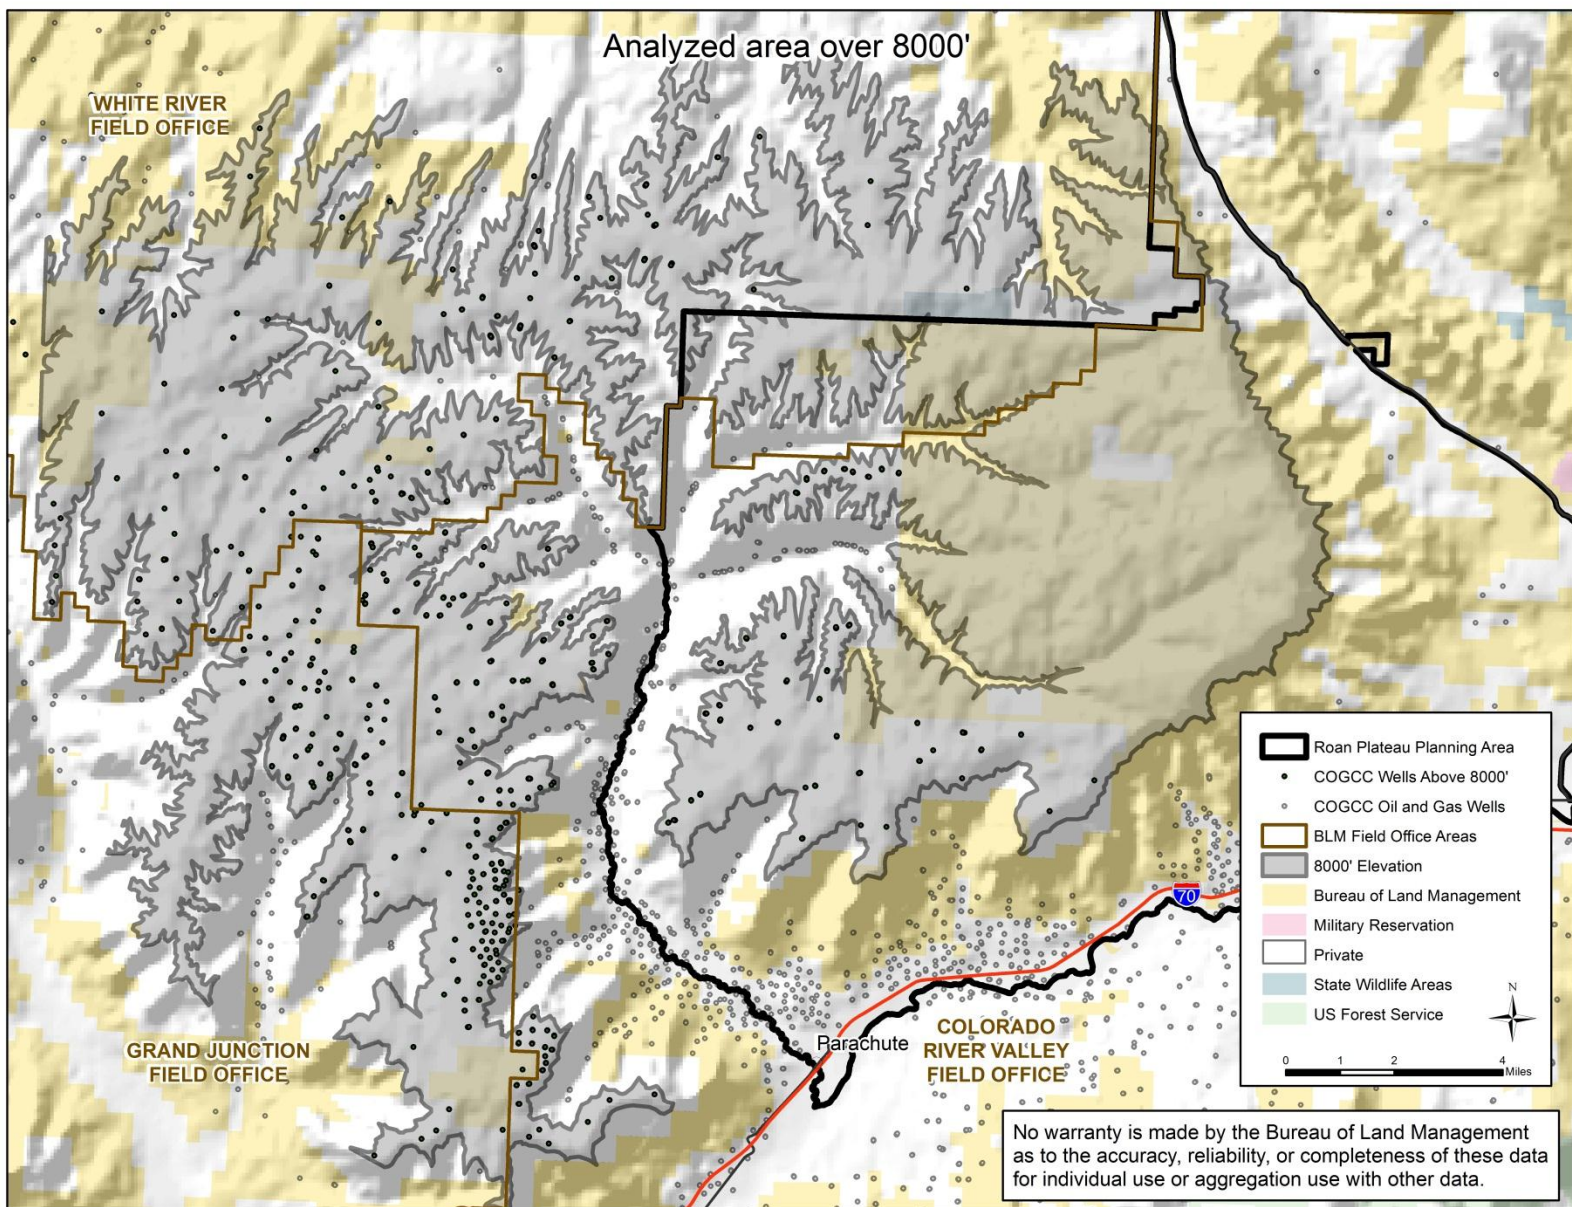 Analyzed area over 8000'
WHITE RIVER
FIELD OFFICE
Roan Plateau Planning Area
COGCC Wells Above 8000'
COGCC Oil and Gas Wells
BLM Field Office Areas
8000' Elevation
Bureau of Land Management
Military Reservation
Private
State Wildlife Areas
US Forest Service
N
0 1 2 4
Miles
70
GRAND JUNCTION
FIELD OFFICE
Parachute
COLORADO
RIVER VALLEY
FIELD OFFICE
No warranty is made by the Bureau of Land Management
as to the accuracy, reliability, or completeness of these data
for individual use or aggregation use with other data.